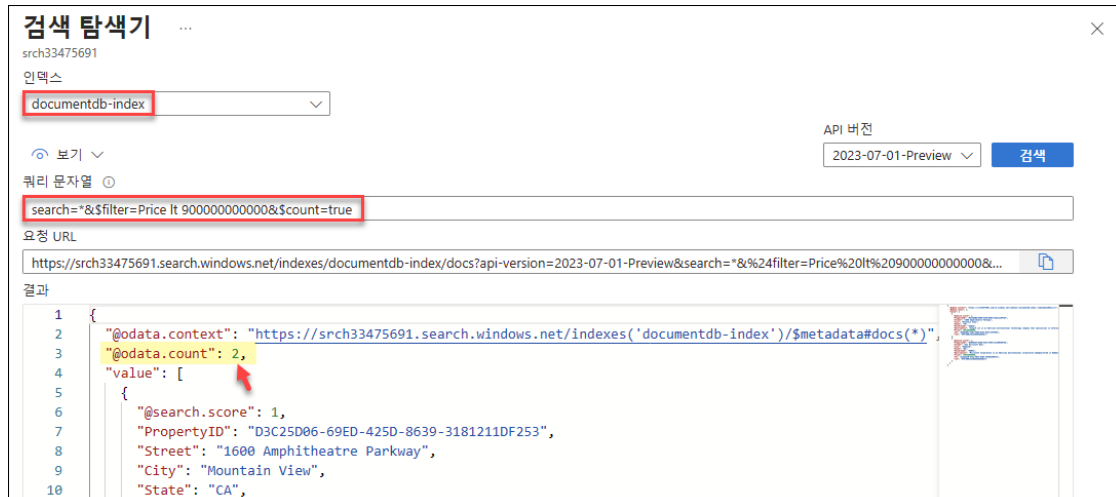 검색 탐색기 ...
srch33475691
인덱스
documentdb-index
API 버전
보기
2023-07-01-Preview
검색
쿼리 문자열
search=*&$filter=Price lt 900000000000&$count=true
요청 URL
https://srch33475691.search.windows.net/indexes/documentdb-index/docs?api-version=2023-07-01-Preview&search=*&%24filter=Price%20lt%20900000000000&...
결과
1 {
2 "@odata.context": "https://srch33475691.search.windows.net/indexes('documentdb-index')/$metadata#docs(*)",
3 "@odata.count": 2,
4 "value": [
5 {
6 "@search.score": 1,
7 "PropertyID": "D3C25D06-69ED-425D-8639-3181211DF253",
8 "Street": "1600 Amphitheatre Parkway",
9 "City": "Mountain View",
10 "State": "CA",